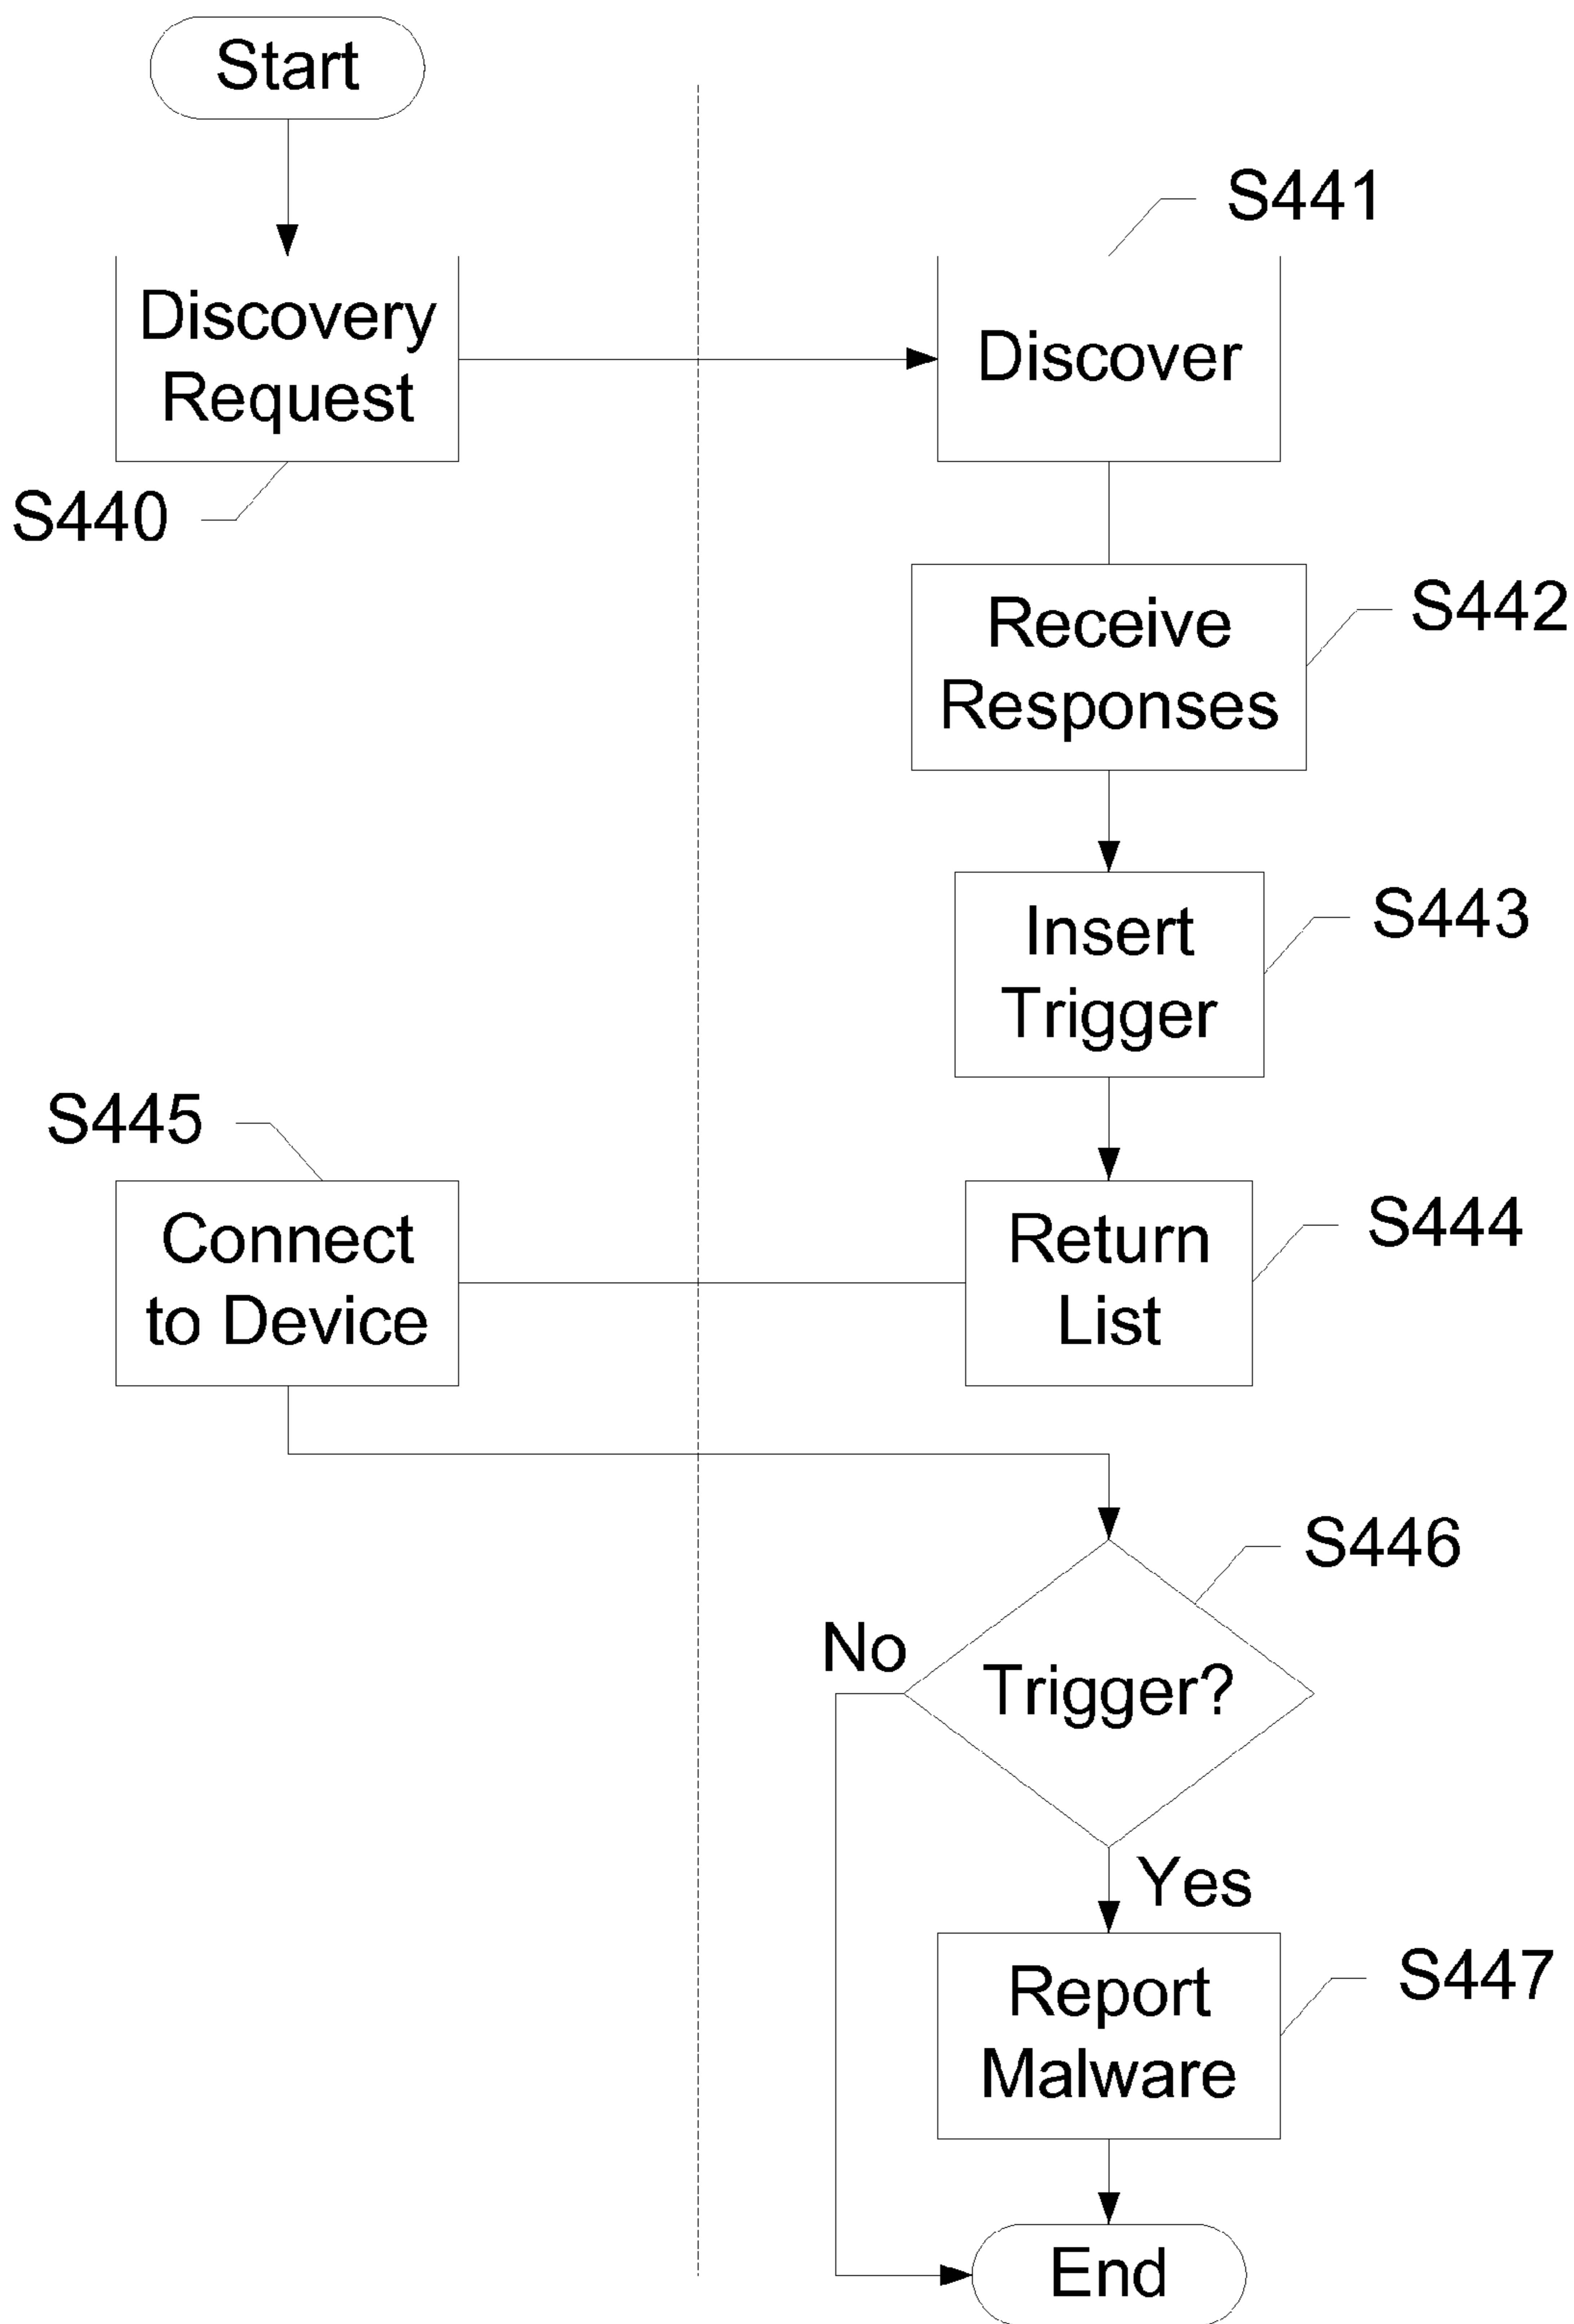 Start
S441
Discovery
Request
Discover
S440
S442
Receive
Responses
S443
Insert
Trigger
S445
S444
Connect
to Device
Return
List
S446
No
Trigger?
Yes
S447
Report
Malware
End